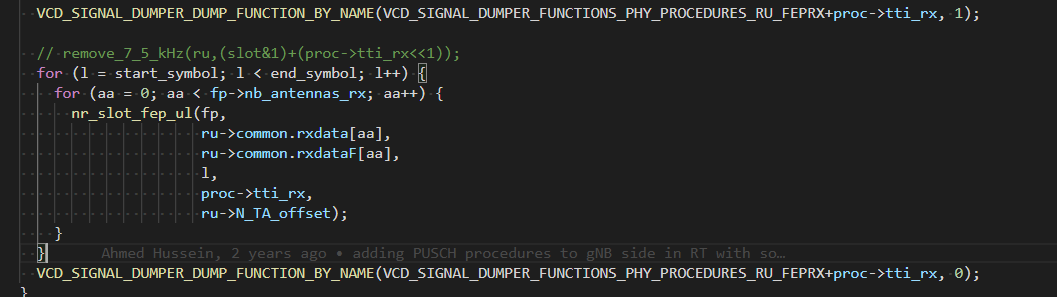 VCD_SIGNAL_DUMPER_DUMP_FUNCTION_BY_NAME(VCD_SIGNAL_DUMPER_FUNCTIONS_PHY_PROCEDURES_RU_FEPRX+proc->tti_rx, 1);
// remove_7_5_kHz(ru,(slot&1)+(proc->tti_rx<<1));
for (l = start_symbol; l < end_symbol; l++) {
for (aa = 0; aa < fp->nb_antennas_rx; aa++) {
nr_slot_fep_ul(fp,
ru->common.rxdata[aa],
ru->common.rxdataF[aa],
l,
proc->tti_rx,
ru->N_TA_offset);
}
} Ahmed Hussein, 2 years ago • adding PUSCH procedures to gNB side in RT with so…
VCD_SIGNAL_DUMPER_DUMP_FUNCTION_BY_NAME(VCD_SIGNAL_DUMPER_FUNCTIONS_PHY_PROCEDURES_RU_FEPRX+proc->tti_rx, 0);
}